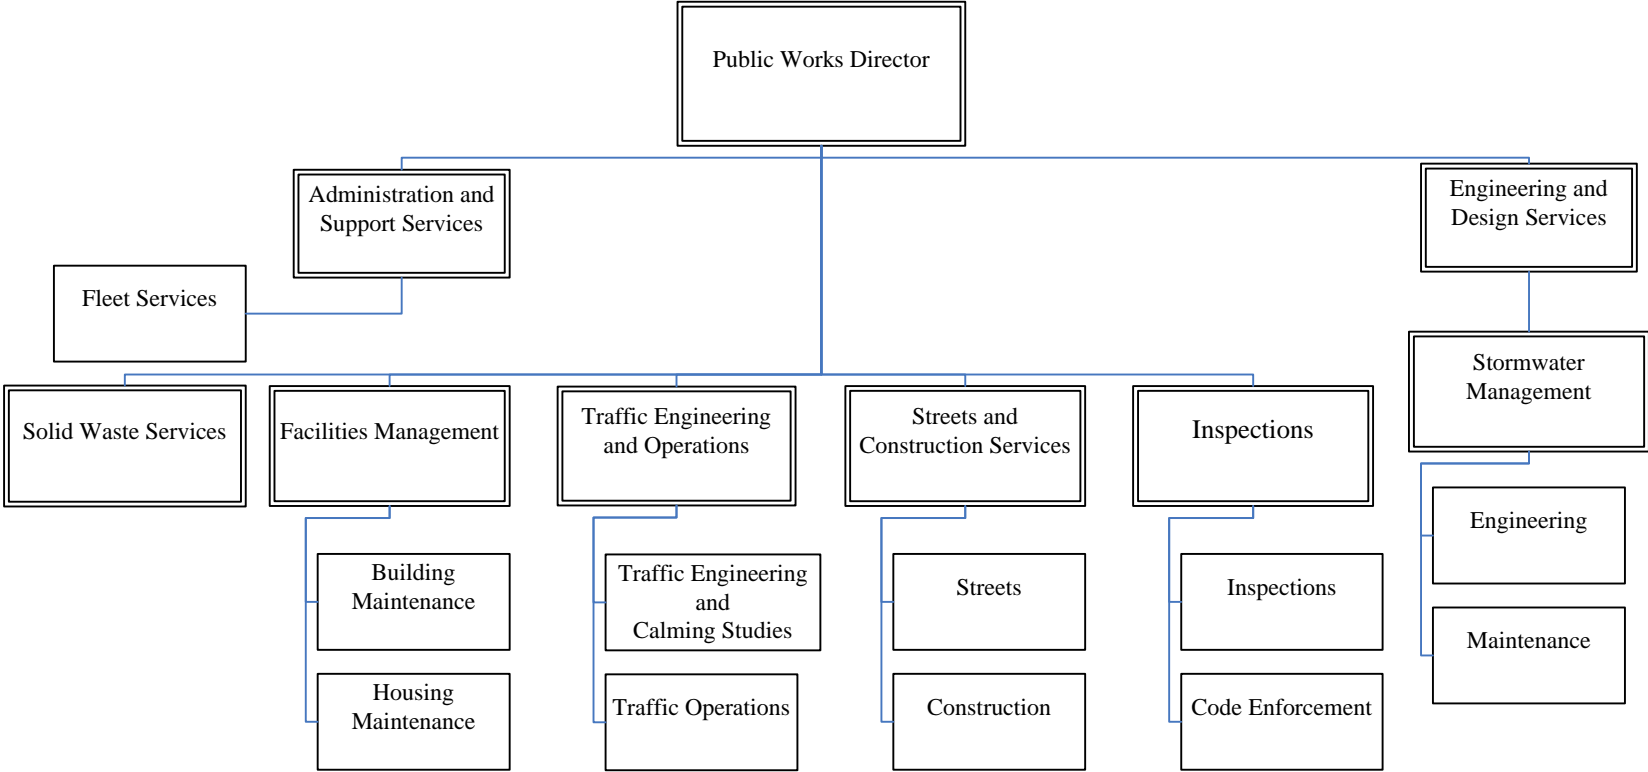 Public Works Director
Administration and
Support Services
Engineering and
Design Services
Fleet Services
Stormwater
Management
Solid Waste Services
Facilities Management
Traffic Engineering
and Operations
Streets and
Construction Services
Inspections
Engineering
Maintenance
Building
Maintenance
Traffic Engineering
and
Calming Studies
Streets
Inspections
Housing
Maintenance
Traffic Operations
Construction
Code Enforcement